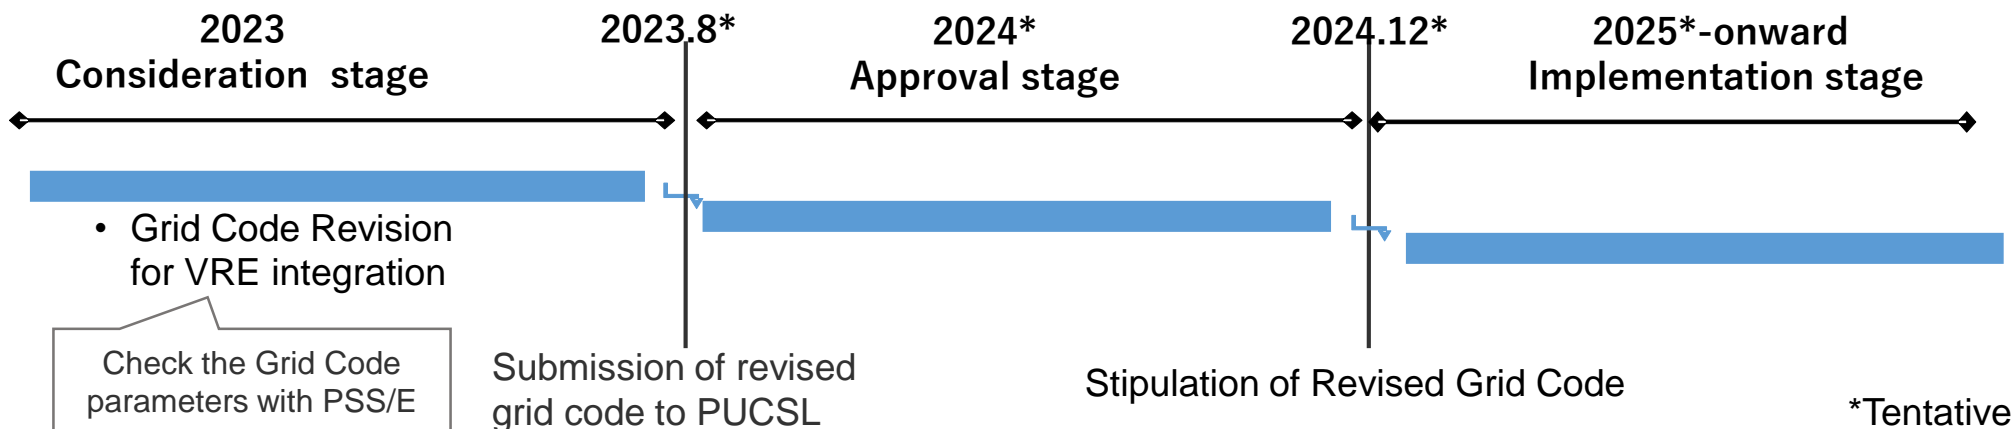 2023
Consideration stage
2023.8*
2024*
Approval stage
2024.12*
2025*-onward
Implementation stage
• Grid Code Revision
for VRE integration
Check the Grid Code
parameters with PSS/E
Submission of revised
grid code to PUCSL
Stipulation of Revised Grid Code
*Tentative